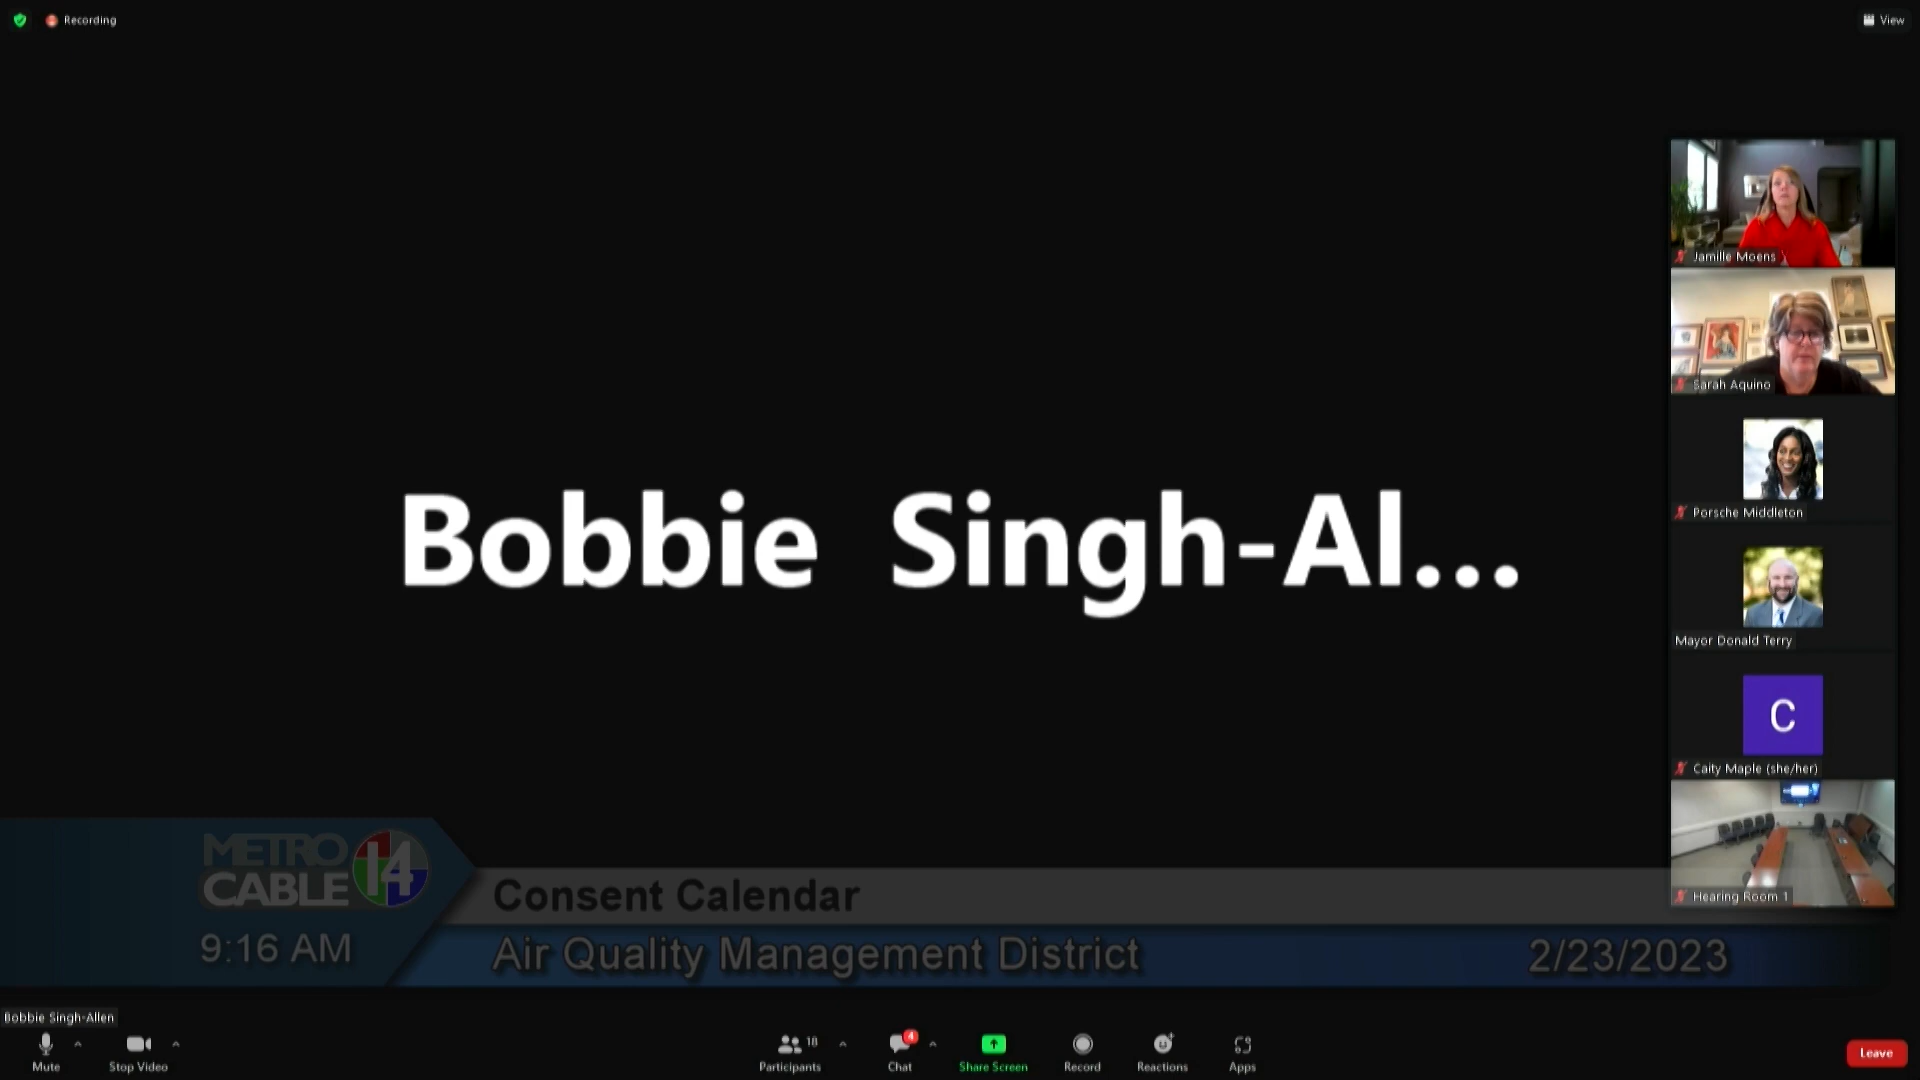 Recording
View
Jamille Moens
Sarah Aquino
Porsche Middleton
Mayor Donald Terry
C
Caity Maple (she/her)
Hearing Room 1
Bobbie Singh-Al...
METRO
CABLE 14
9:16 AM
Consent Calendar
Air Quality Management District
2/23/2023
Bobbie Singh-Allen
Mute
Stop Video
18
Participants
4
Chat
Share Screen
Record
Reactions
Apps
Leave